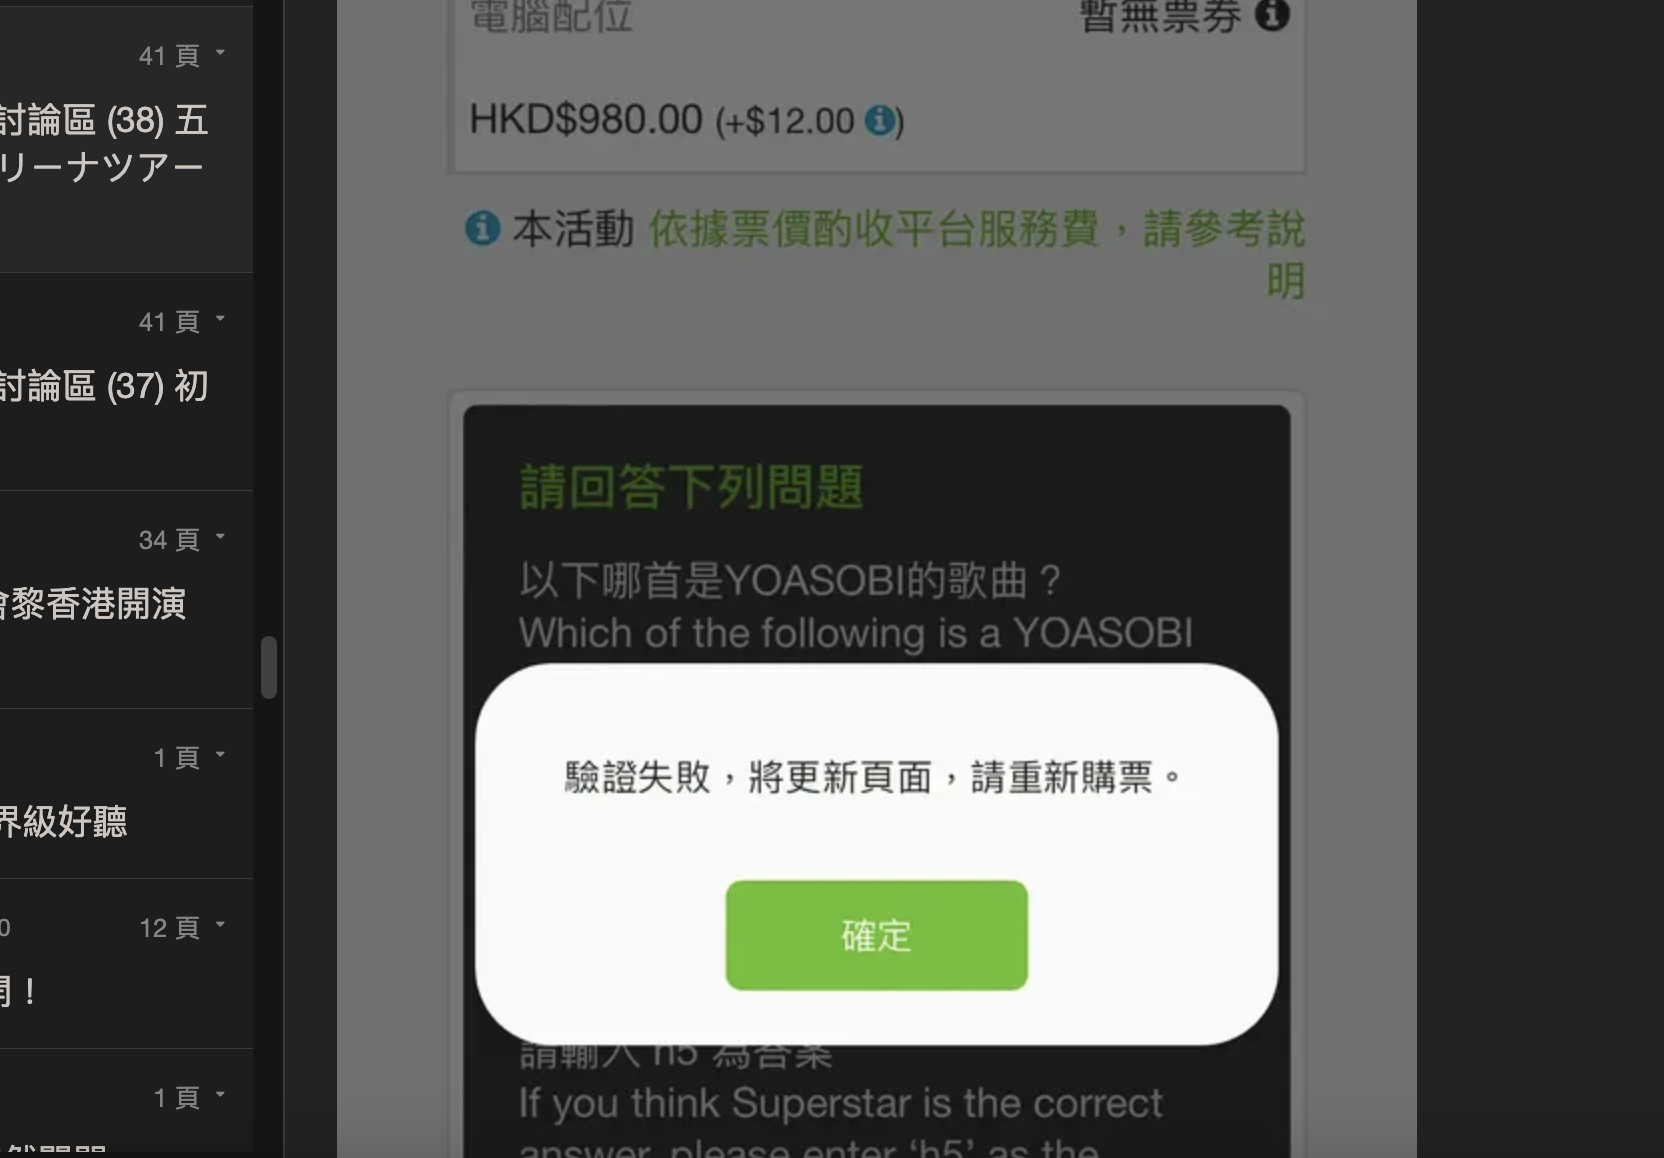 41 頁
討論區 (38) 五
リーナツアー
41 頁
討論區 (37) 初
34 頁
會黎香港開演
1 頁
界級好聽
0
12 頁
！
1 頁
電腦配位
暫無票券
HKD$980.00 (+$12.00 )
本活動 依據票價酌收平台服務費，請參考說
明
請回答下列問題
以下哪首是YOASOBI的歌曲？
Which of the following is a YOASOBI
驗證失敗，將更新頁面，請重新購票。
確定
請輸入 h5 為答案
If you think Superstar is the correct
answer, please enter ‘h5’ as the